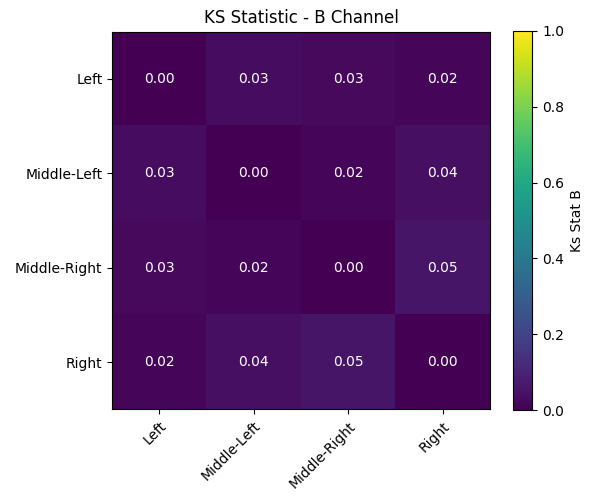 KS Statistic - B Channel
Left 0.00 0.03 0.03 0.02
Middle-Left 0.03 0.00 0.02 0.04
Middle-Right 0.03 0.02 0.00 0.05
Right 0.02 0.04 0.05 0.00
Left Middle-Left Middle-Right Right
1.0
0.8
0.6
0.4
0.2
0.0
Ks Stat B